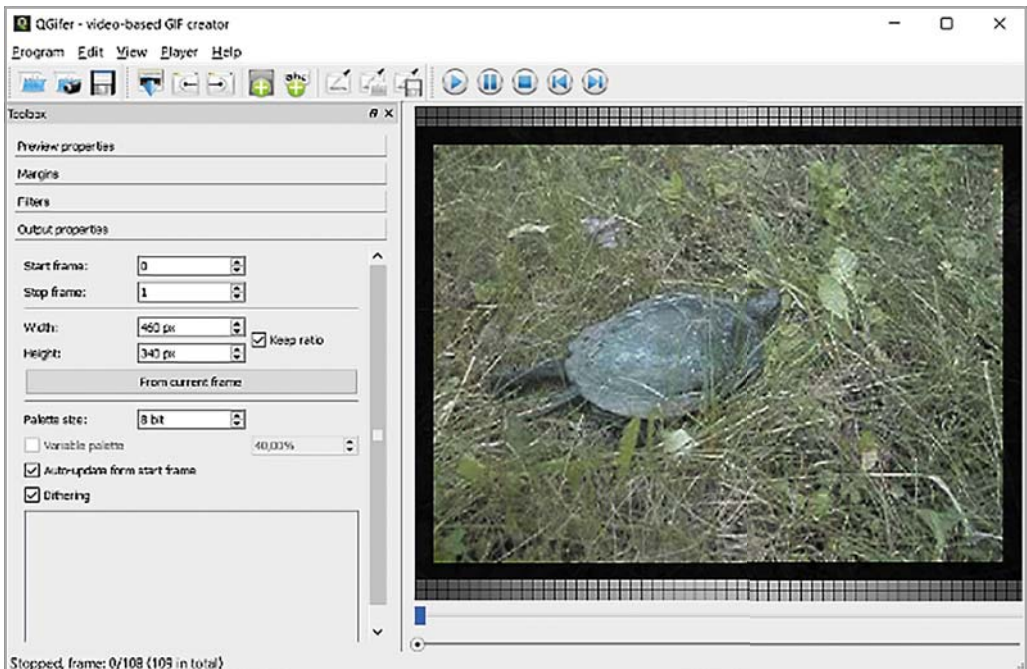 QGifer - video-based GIF creator
Program Edit View Player Help
abc
Toolbox
Preview properties
Margins
Filters
Output properties
Start frame: 0
Stop frame: 1
Width: 460 px
Keep ratio
Height: 340 px
From current frame
Palette size: 8 bit
Variable palette 40,00%
Auto-update form start frame
Dithering
Stopped, frame: 0/108 (109 in total)